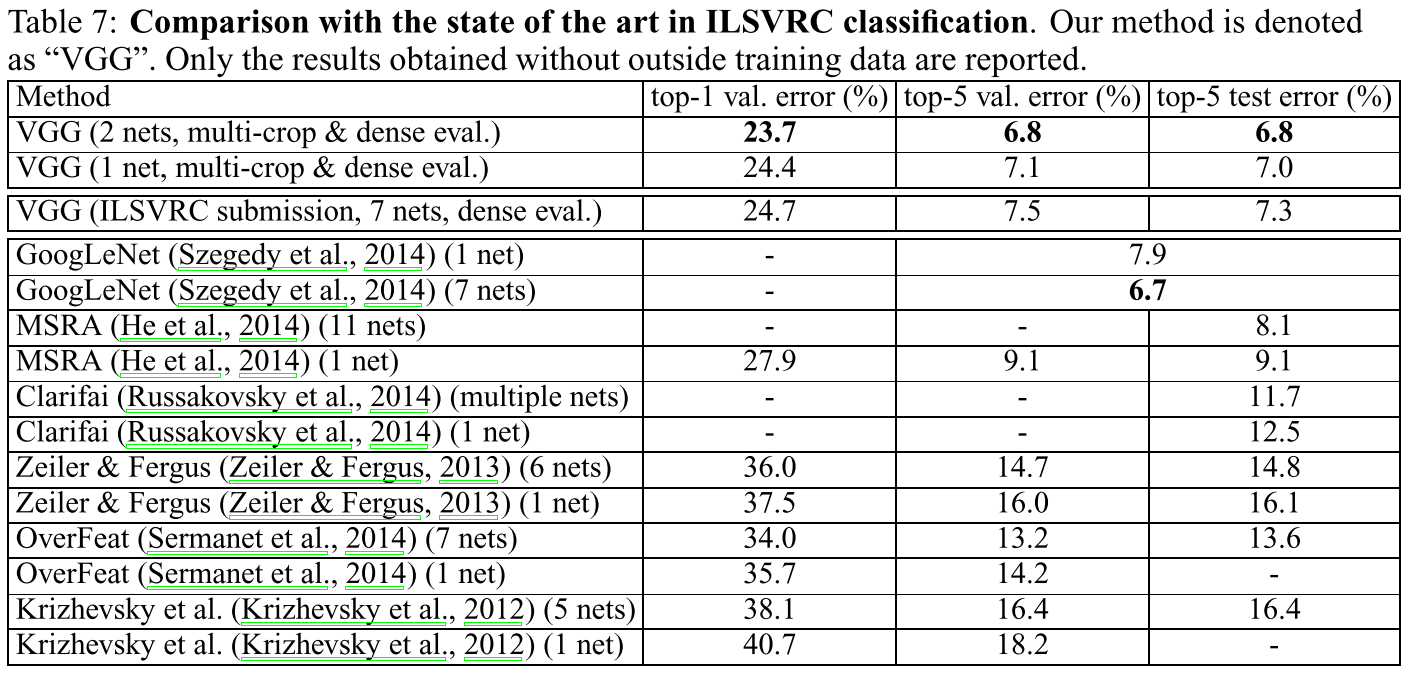 Table 7: Comparison with the state of the art in ILSVRC classification. Our method is denoted
as “VGG”. Only the results obtained without outside training data are reported.
Method top-1 val. error (%) top-5 val. error (%) top-5 test error (%)
VGG (2 nets, multi-crop & dense eval.) 23.7 6.8 6.8
VGG (1 net, multi-crop & dense eval.) 24.4 7.1 7.0
VGG (ILSVRC submission, 7 nets, dense eval.) 24.7 7.5 7.3
GoogLeNet (Szegedy et al., 2014) (1 net) - 7.9
GoogLeNet (Szegedy et al., 2014) (7 nets) - 6.7
MSRA (He et al., 2014) (11 nets) - - 8.1
MSRA (He et al., 2014) (1 net) 27.9 9.1 9.1
Clarifai (Russakovsky et al., 2014) (multiple nets) - - 11.7
Clarifai (Russakovsky et al., 2014) (1 net) - - 12.5
Zeiler & Fergus (Zeiler & Fergus, 2013) (6 nets) 36.0 14.7 14.8
Zeiler & Fergus (Zeiler & Fergus, 2013) (1 net) 37.5 16.0 16.1
OverFeat (Sermanet et al., 2014) (7 nets) 34.0 13.2 13.6
OverFeat (Sermanet et al., 2014) (1 net) 35.7 14.2 -
Krizhevsky et al. (Krizhevsky et al., 2012) (5 nets) 38.1 16.4 16.4
Krizhevsky et al. (Krizhevsky et al., 2012) (1 net) 40.7 18.2 -